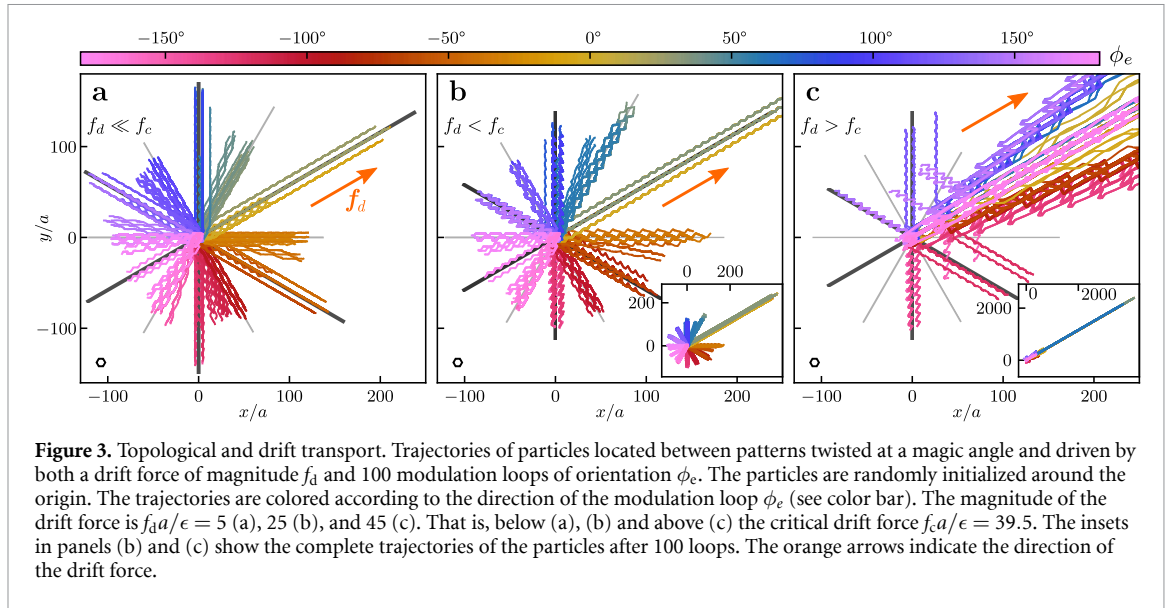 −150° −100° −50° 0° 50° 100° 150° ϕe
a b c
fd ≪ fc fd < fc fd > fc
100
0
−100
y/a
fd
0 200
200
0
0 2000
2000
0
−100 0 100 200 −100 0 100 200 −100 0 100 200
x/a x/a x/a
Figure 3. Topological and drift transport. Trajectories of particles located between patterns twisted at a magic angle and driven by
both a drift force of magnitude fd and 100 modulation loops of orientation ϕe. The particles are randomly initialized around the
origin. The trajectories are colored according to the direction of the modulation loop ϕe (see color bar). The magnitude of the
drift force is fda/ϵ = 5 (a), 25 (b), and 45 (c). That is, below (a), (b) and above (c) the critical drift force fca/ϵ = 39.5. The insets
in panels (b) and (c) show the complete trajectories of the particles after 100 loops. The orange arrows indicate the direction of
the drift force.